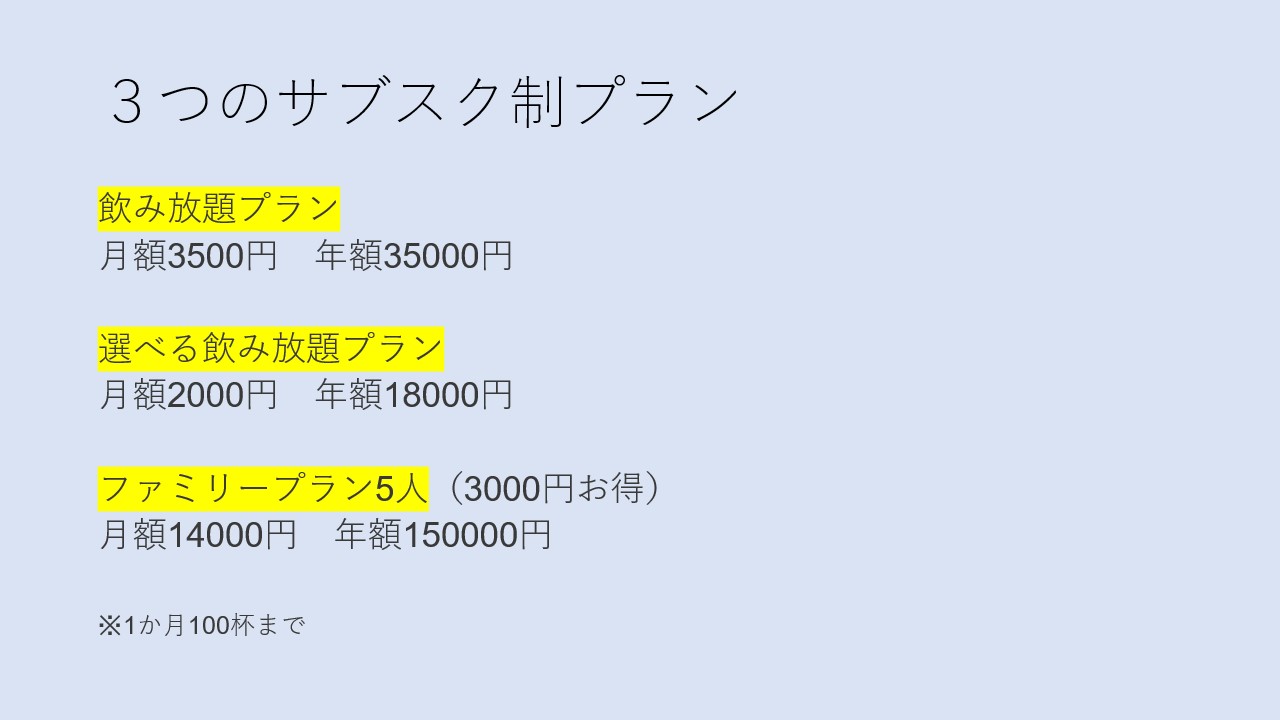 ３つのサブスク制プラン
飲み放題プラン
月額3500円　年額35000円
選べる飲み放題プラン
月額2000円　年額18000円
ファミリープラン5人（3000円お得）
月額14000円　年額150000円
※1か月100杯まで